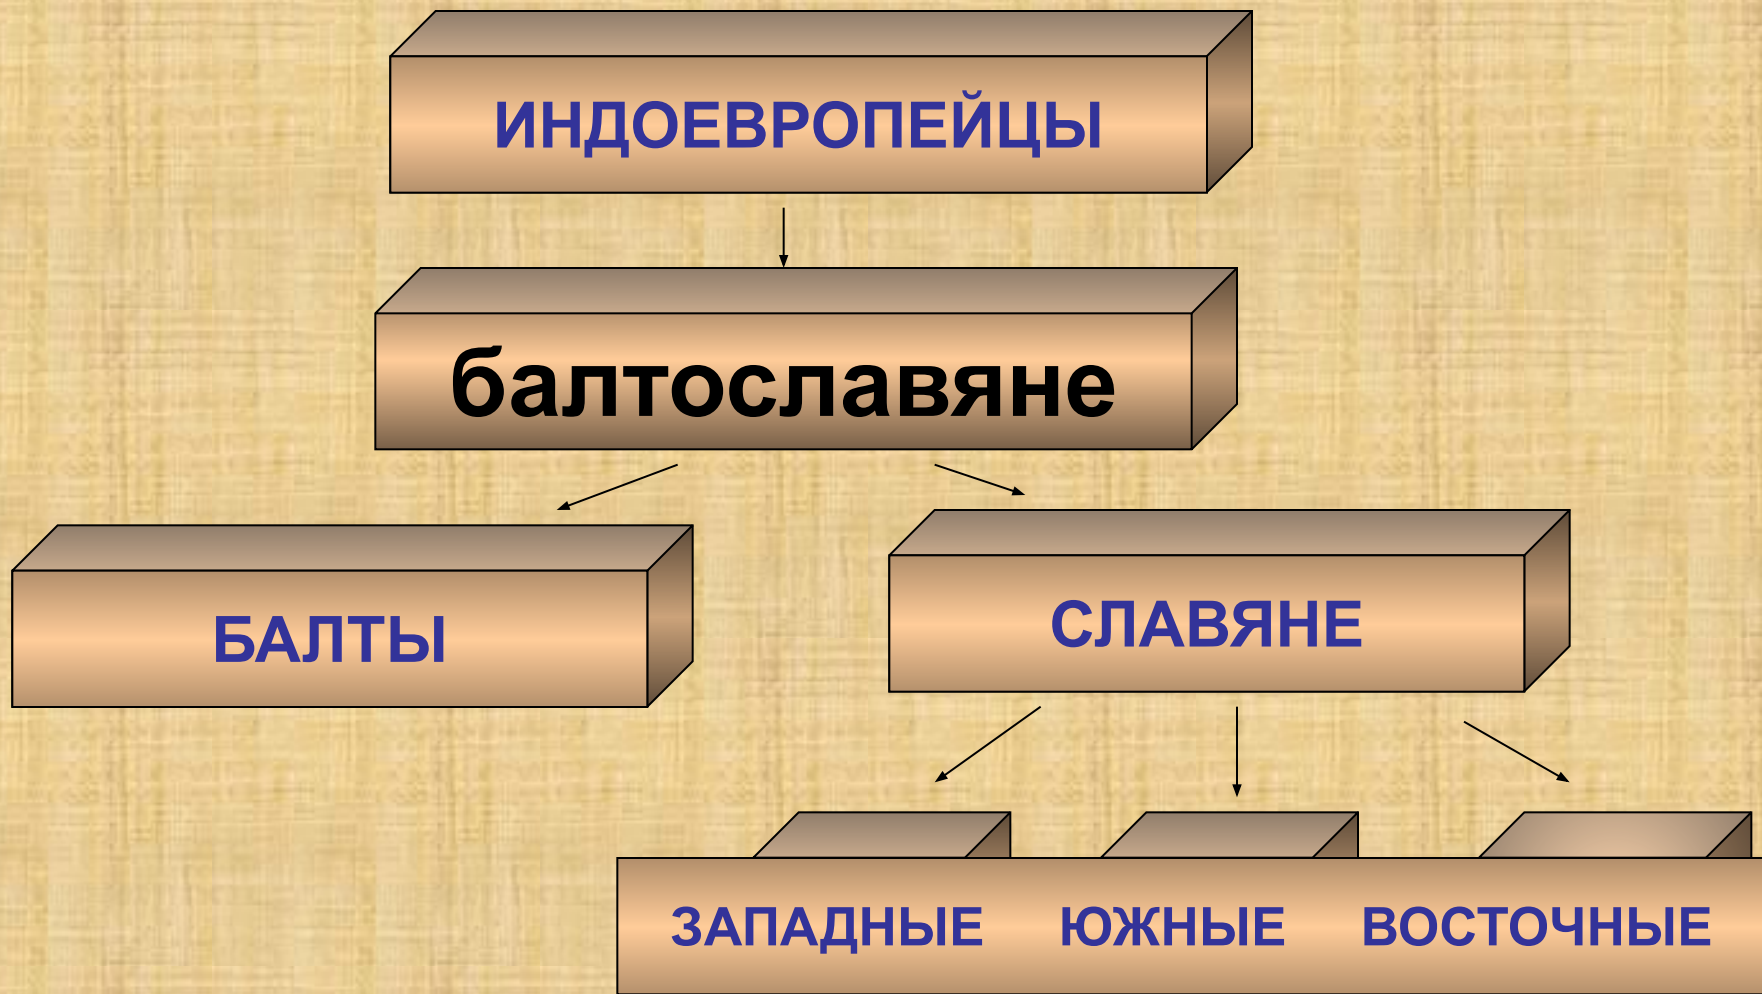 ИНДОЕВРОПЕЙЦЫ
балтославяне
БАЛТЫ
СЛАВЯНЕ
ЗАПАДНЫЕ ЮЖНЫЕ ВОСТОЧНЫЕ